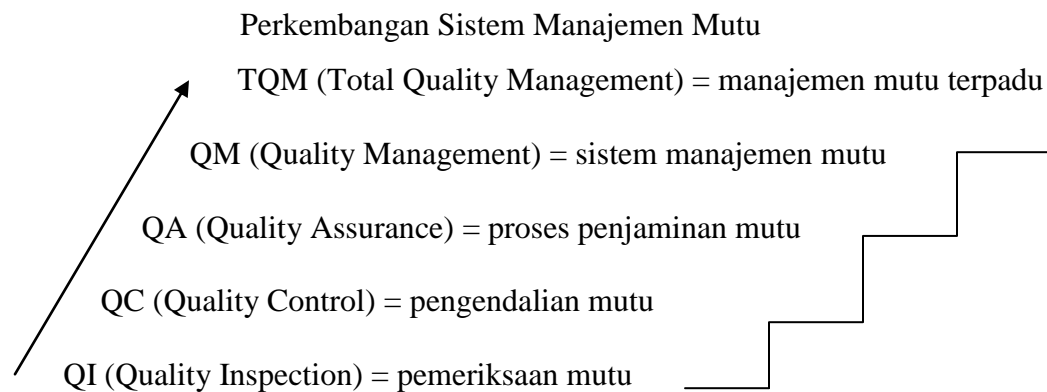 Perkembangan Sistem Manajemen Mutu
TQM (Total Quality Management) = manajemen mutu terpadu
QM (Quality Management) = sistem manajemen mutu
QA (Quality Assurance) = proses penjaminan mutu
QC (Quality Control) = pengendalian mutu
QI (Quality Inspection) = pemeriksaan mutu